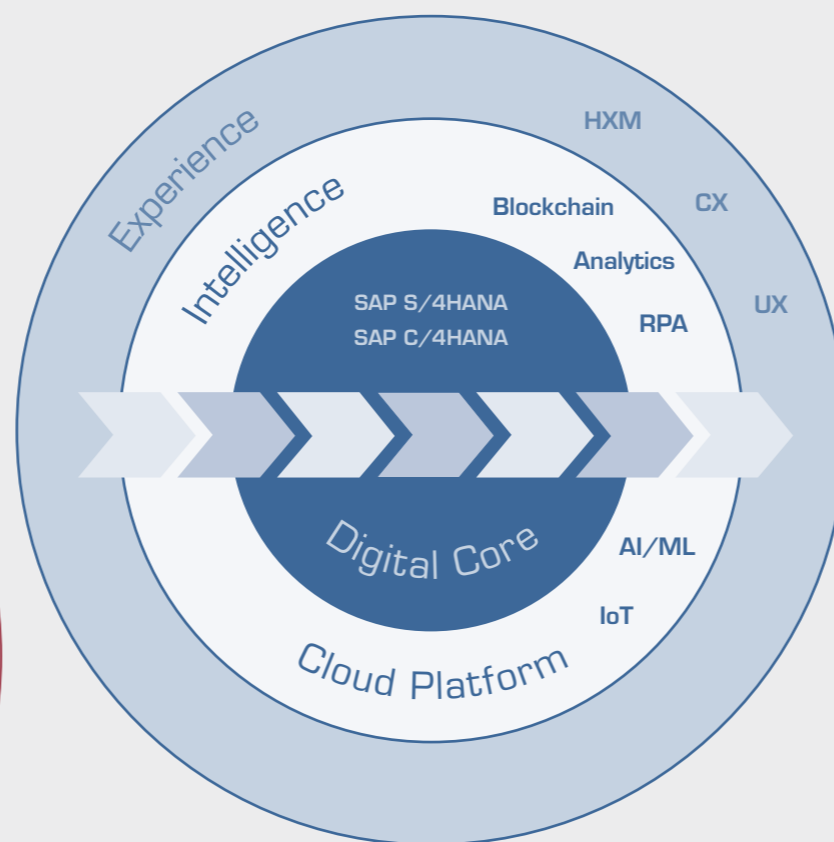 HXM
Experience
CX
Intelligence
Blockchain
Analytics
UX
RPA
SAP S/4HANA
SAP C/4HANA
Digital Core
AI/ML
IoT
Cloud Platform